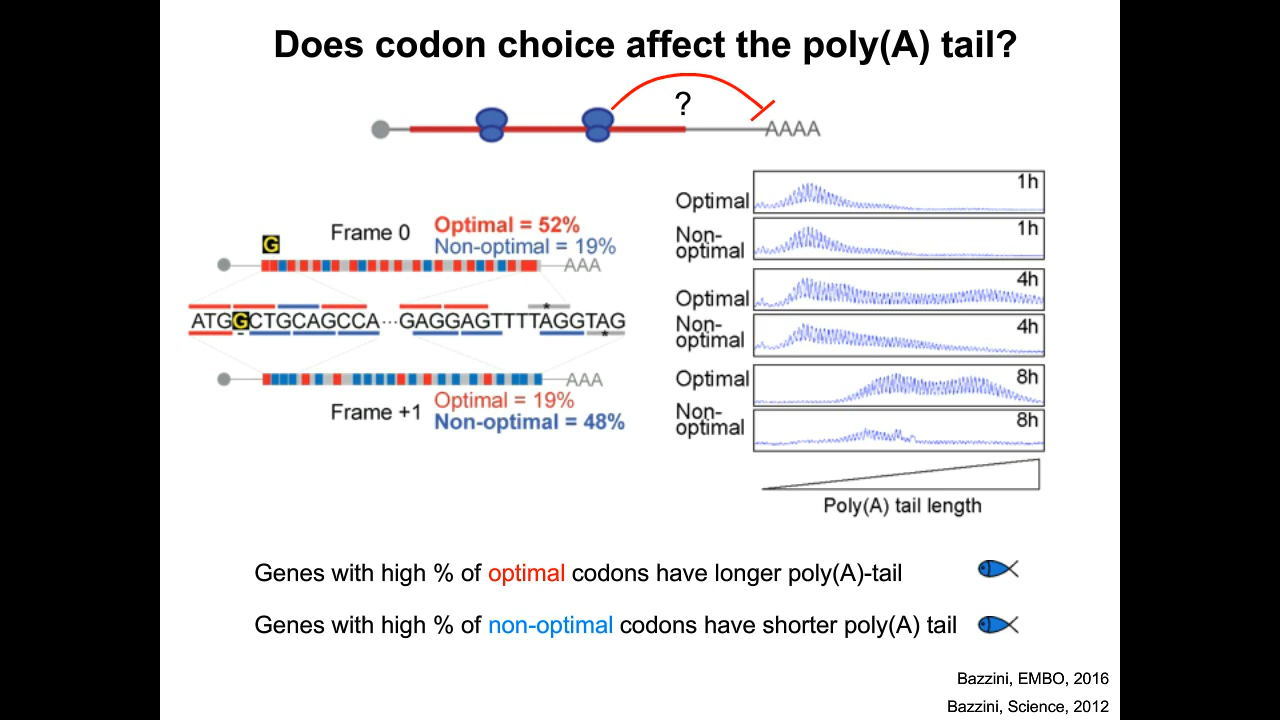 Does codon choice affect the poly(A) tail?
?
AAAA
Frame 0
Optimal = 52%
Non-optimal = 19%
G
AAA
ATGGCTGCAGCCA···GAGGAGTTTTAGGTAG
AAA
Frame +1
Optimal = 19%
Non-optimal = 48%
Optimal
1h
Non-
optimal
1h
Optimal
4h
Non-
optimal
4h
Optimal
8h
Non-
optimal
8h
Poly(A) tail length
Genes with high % of optimal codons have longer poly(A)-tail
Genes with high % of non-optimal codons have shorter poly(A) tail
Bazzini, EMBO, 2016
Bazzini, Science, 2012